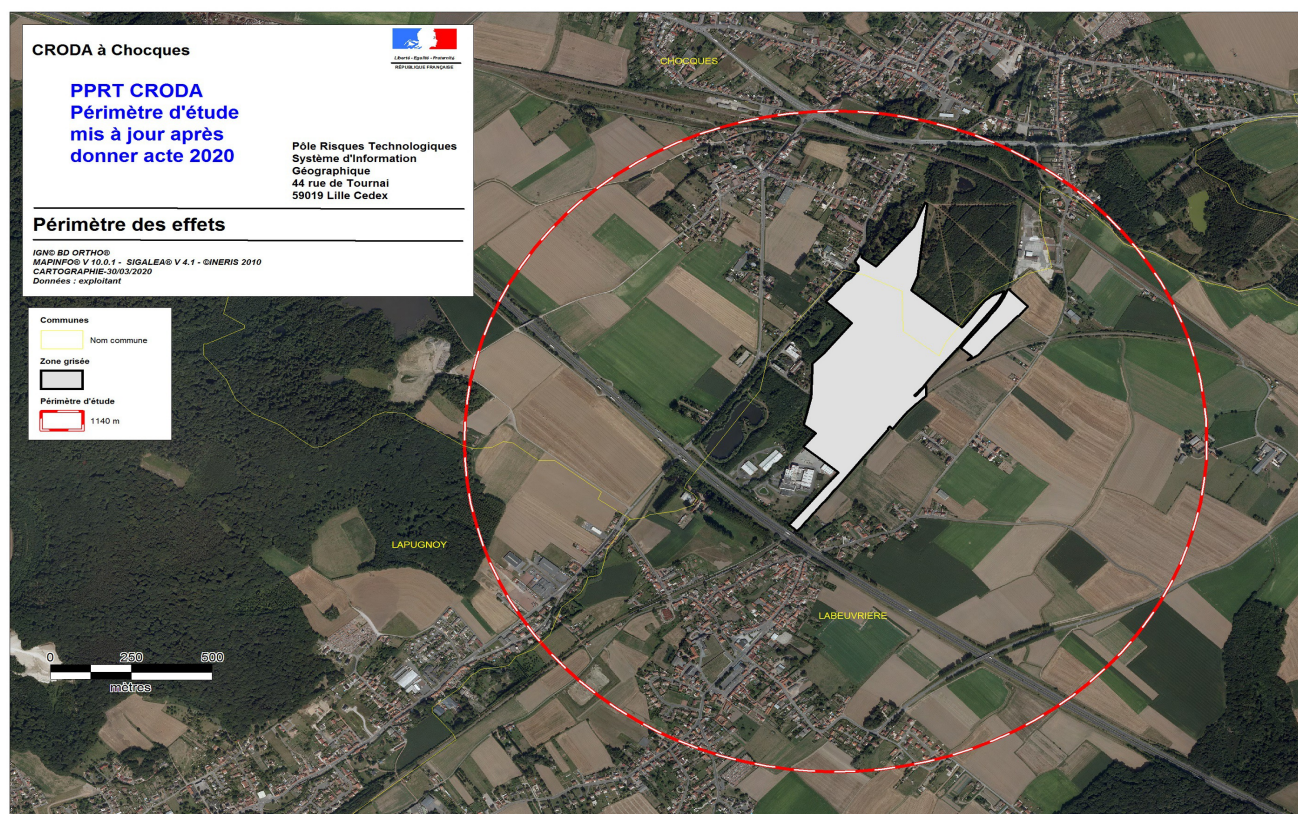 CRODA à Chocques
Liberté • Égalité • Fraternité
RÉPUBLIQUE FRANÇAISE
PPRT CRODA
Périmètre d'étude
mis à jour après
donner acte 2020
Pôle Risques Technologiques
Système d'Information
Géographique
44 rue de Tournai
59019 Lille Cedex
Périmètre des effets
IGN© BD ORTHO®
MAPINFO® V 10.0.1 - SIGALEA® V 4.1 - ©INERIS 2010
CARTOGRAPHIE-30/03/2020
Données : exploitant
Communes
Nom commune
Zone grisée
Périmètre d'étude
1140 m
CHOCQUES
LAPUGNOY
LABEUVRIERE
0 250 500
mètres